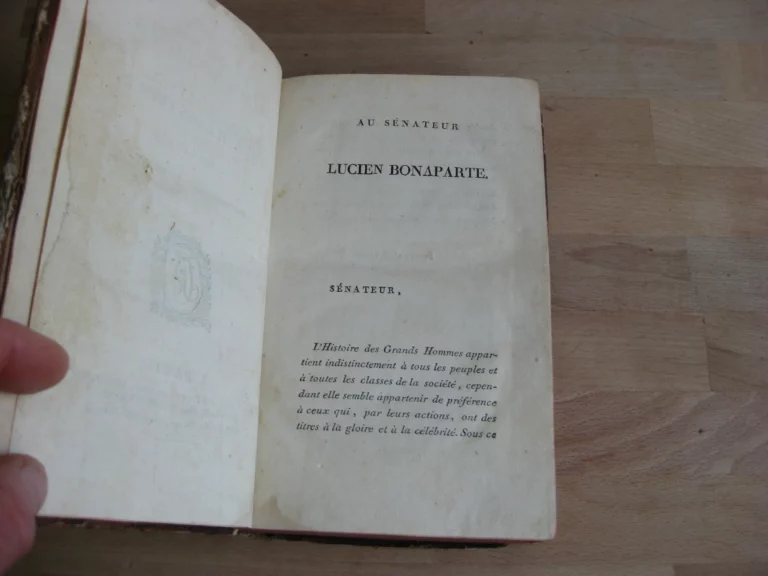 AU SÉNATEUR
LUCIEN BONAPARTE.
SÉNATEUR,
L'Histoire des Grands Hommes appar-
tient indistinctement à tous les peuples et
à toutes les classes de la société, cepen-
dant elle semble appartenir de préférence
à ceux qui, par leurs actions, ont des
titres à la gloire et à la célébrité. Sous ce